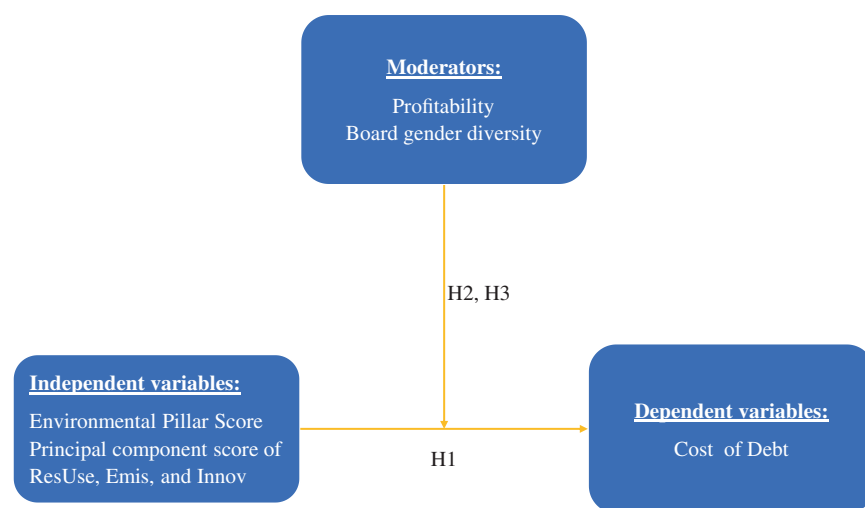 Moderators:
Profitability
Board gender diversity
H2, H3
Independent variables:
Environmental Pillar Score
Principal component score of
ResUse, Emis, and Innov
H1
Dependent variables:
Cost of Debt